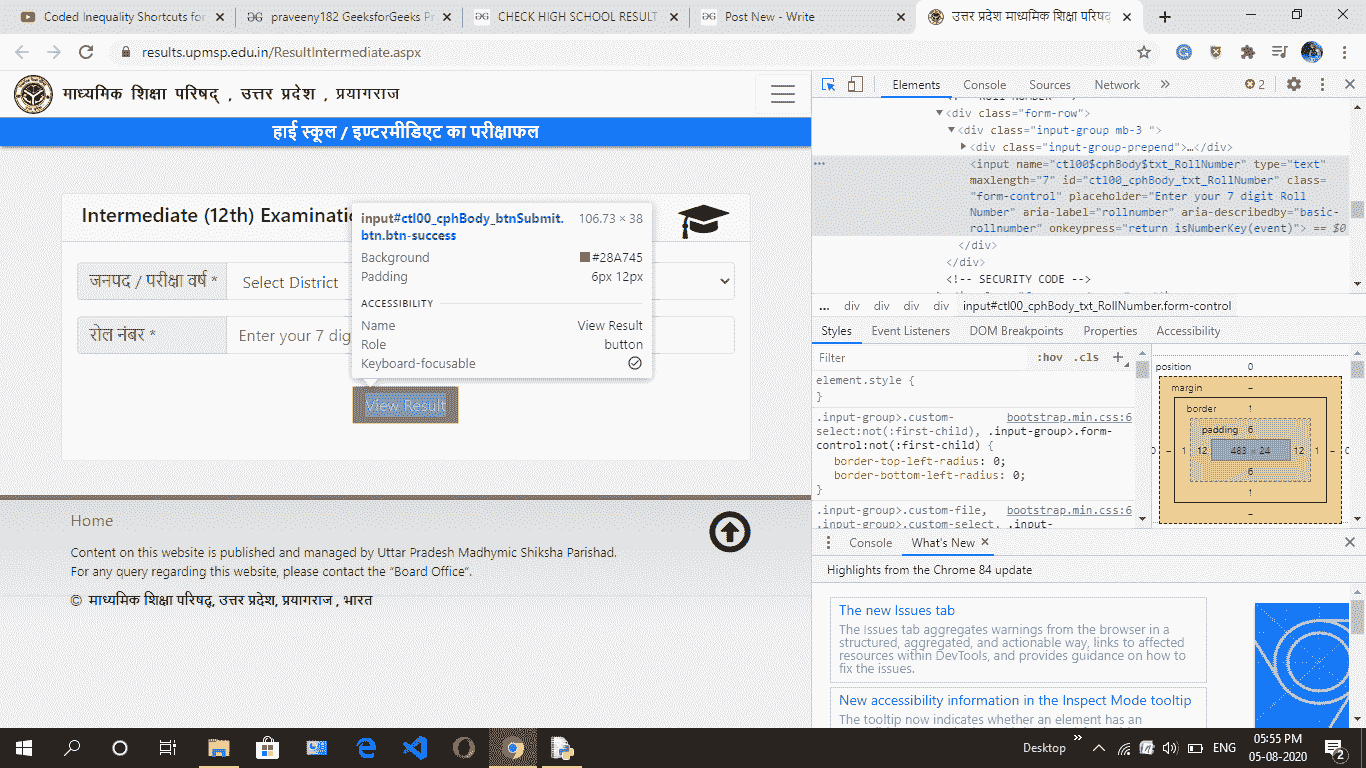 Coded Inequality Shortcuts for
praveeny182 GeeksforGeeks Pr
CHECK HIGH SCHOOL RESULT
Post New - Write
उत्तर प्रदेश माध्यमिक शिक्षा परिषद्
results.upmsp.edu.in/ResultIntermediate.aspx
माध्यमिक शिक्षा परिषद् , उत्तर प्रदेश , प्रयागराज
हाई स्कूल / इण्टरमीडिएट का परीक्षाफल
Intermediate (12th) Examinatio
जनपद / परीक्षा वर्ष *
Select District
रोल नंबर *
Enter your 7 dig
input#ctl00_cphBody_btnSubmit.
btn.btn-success
106.73 × 38
Background
#28A745
Padding
6px 12px
ACCESSIBILITY
Name
View Result
Role
button
Keyboard-focusable
View Result
Home
Content on this website is published and managed by Uttar Pradesh Madhymic Shiksha Parishad.
For any query regarding this website, please contact the "Board Office".
© माध्यमिक शिक्षा परिषद्, उत्तर प्रदेश, प्रयागराज , भारत
Elements Console Sources Network » 2
<div class="form-row">
<div class="input-group mb-3 ">
<div class="input-group-prepend">…</div>
<input name="ctl00$cphBody$txt_RollNumber" type="text"
maxlength="7" id="ctl00_cphBody_txt_RollNumber" class=
"form-control" placeholder="Enter your 7 digit Roll
Number" aria-label="rollnumber" aria-describedby="basic-
rollnumber" onkeypress="return isNumberKey(event)"> == $0
</div>
</div>
<!-- SECURITY CODE -->
... div div div div input#ctl00_cphBody_txt_RollNumber.form-control
Styles Event Listeners DOM Breakpoints Properties Accessibility
Filter :hov .cls +
element.style {
}
.input-group>.custom-
bootstrap.min.css:6
select:not(:first-child), .input-group>.form-
control:not(:first-child) {
border-top-left-radius: 0;
border-bottom-left-radius: 0;
}
.input-group>.custom-file,
bootstrap.min.css:6
.input-group>.custom-select, .input-
position 0
margin –
border 1
padding 6
0 – 1 12 483 × 24 12 1 – 0
6
1
–
Console What's New
Highlights from the Chrome 84 update
The new Issues tab
The Issues tab aggregates warnings from the browser in a
structured, aggregated, and actionable way, links to affected
resources within DevTools, and provides guidance on how to
fix the issues.
New accessibility information in the Inspect Mode tooltip
The tooltip now indicates whether an element has an
Desktop » ENG
05:55 PM
05-08-2020
2